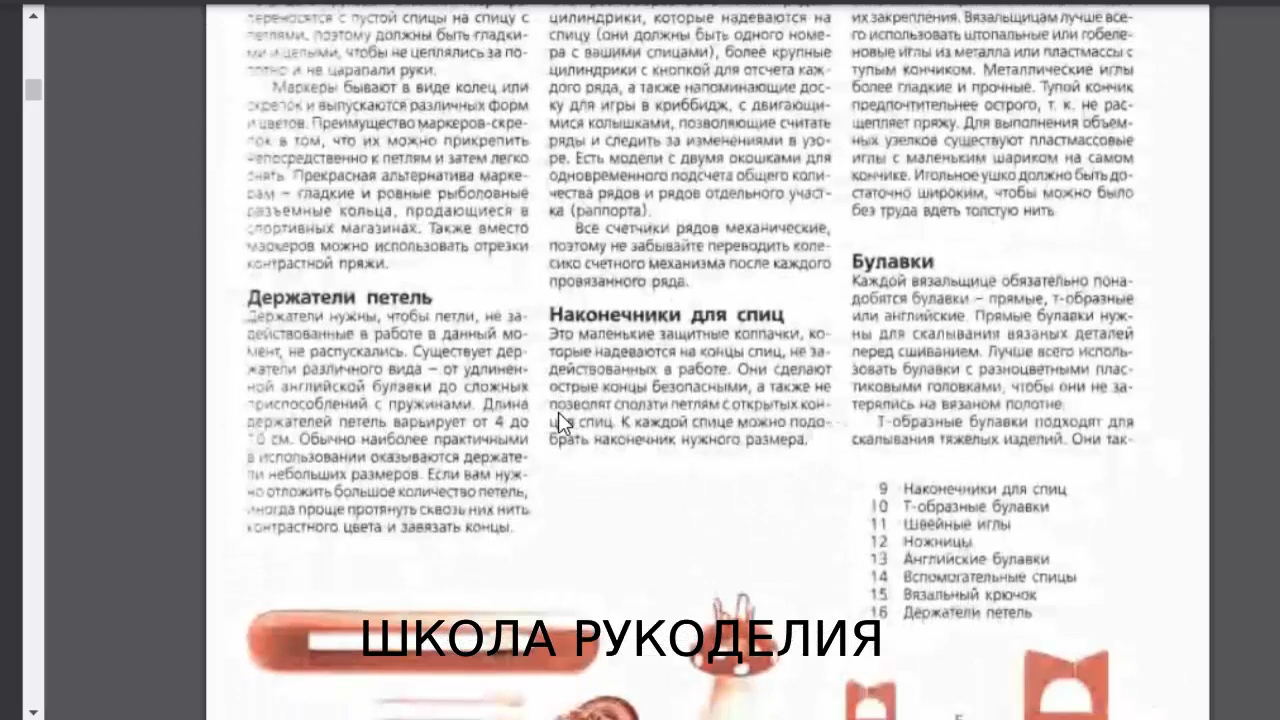 переносятся с пустой спицы на спицу с
петлями, поэтому должны быть гладки-
ми и целыми, чтобы не цеплялись за по-
лотно и не царапали руки.
Маркеры бывают в виде колец или
скрепок и выпускаются различных форм
и цветов. Преимущество маркеров-скре-
пок в том, что их можно прикрепить
непосредственно к петлям и затем легко
снять. Прекрасная альтернатива марке-
рам – гладкие и ровные рыболовные
разъемные кольца, продающиеся в
спортивных магазинах. Также вместо
маркеров можно использовать отрезки
контрастной пряжи.
Держатели петель
Держатели нужны, чтобы петли, не за-
действованные в работе в данный мо-
мент, не распускались. Существует дер-
жатели различного вида – от удлинен-
ной английской булавки до сложных
приспособлений с пружинами. Длина
держателей петель варьирует от 4 до
10 см. Обычно наиболее практичными
в использовании оказываются держате-
ли небольших размеров. Если вам нуж-
но отложить большое количество петель,
иногда проще протянуть сквозь них нить
контрастного цвета и завязать концы.
цилиндрики, которые надеваются на
спицу (они должны быть одного номе-
ра с вашими спицами), более крупные
цилиндрики с кнопкой для отсчета каж-
дого ряда, а также напоминающие дос-
ку для игры в криббидж, с двигающи-
мися колышками, позволяющие считать
ряды и следить за изменениями в узо-
ре. Есть модели с двумя окошками для
одновременного подсчета общего коли-
чества рядов и рядов отдельного участ-
ка (раппорта).
Все счетчики рядов механические,
поэтому не забывайте переводить коле-
сико счетного механизма после каждого
провязанного ряда.
Наконечники для спиц
Это маленькие защитные колпачки, ко-
торые надеваются на концы спиц, не за-
действованных в работе. Они сделают
острые концы безопасными, а также не
позволят сползти петлям с открытых кон-
цов спиц. К каждой спице можно подо-
брать наконечник нужного размера.
их закрепления. Вязальщицам лучше все-
го использовать штопальные или гобеле-
новые иглы из металла или пластмассы с
тупым кончиком. Металлические иглы
более гладкие и прочные. Тупой кончик
предпочтительнее острого, т. к. не рас-
щепляет пряжу. Для выполнения объем-
ных узелков существуют пластмассовые
иглы с маленьким шариком на самом
кончике. Игольное ушко должно быть до-
статочно широким, чтобы можно было
без труда вдеть толстую нить
Булавки
Каждой вязальщице обязательно пона-
добятся булавки – прямые, т-образные
или английские. Прямые булавки нуж-
ны для скалывания вязаных деталей
перед сшиванием. Лучше всего исполь-
зовать булавки с разноцветными плас-
тиковыми головками, чтобы они не за-
терялись на вязаном полотне.
Т-образные булавки подходят для
скалывания тяжелых изделий. Они так-
9 Наконечники для спиц
10 Т-образные булавки
11 Швейные иглы
12 Ножницы
13 Английские булавки
14 Вспомогательные спицы
15 Вязальный крючок
16 Держатели петель
ШКОЛА РУКОДЕЛИЯ